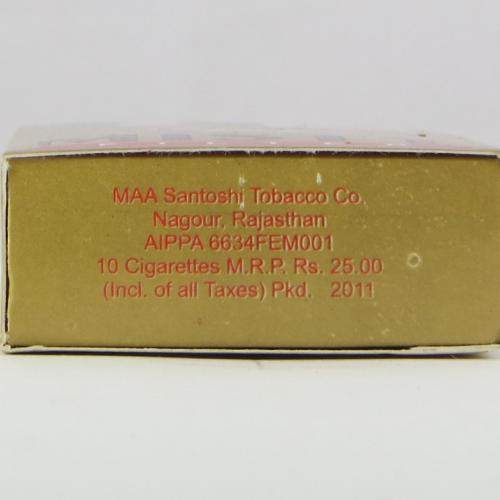 MAA Santoshi Tobacco Co.
Nagour, Rajasthan
AIPPA 6634FEM001
10 Cigarettes M.R.P. Rs. 25.00
(Incl. of all Taxes) Pkd. 2011